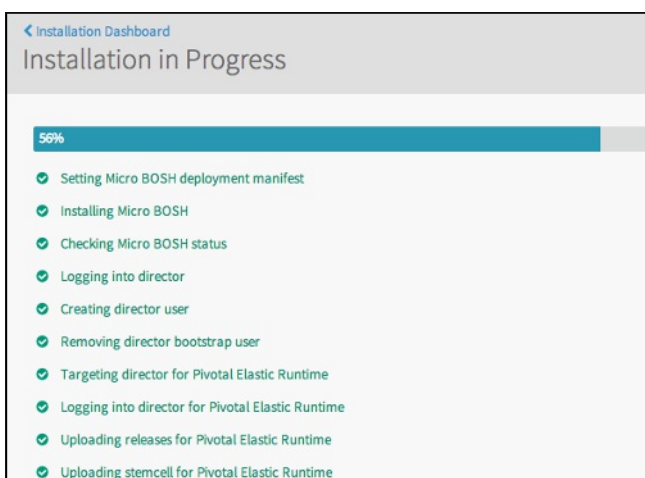 Installation Dashboard
Installation in Progress
56%
Setting Micro BOSH deployment manifest
Installing Micro BOSH
Checking Micro BOSH status
Logging into director
Creating director user
Removing director bootstrap user
Targeting director for Pivotal Elastic Runtime
Logging into director for Pivotal Elastic Runtime
Uploading releases for Pivotal Elastic Runtime
Uploading stemcell for Pivotal Elastic Runtime